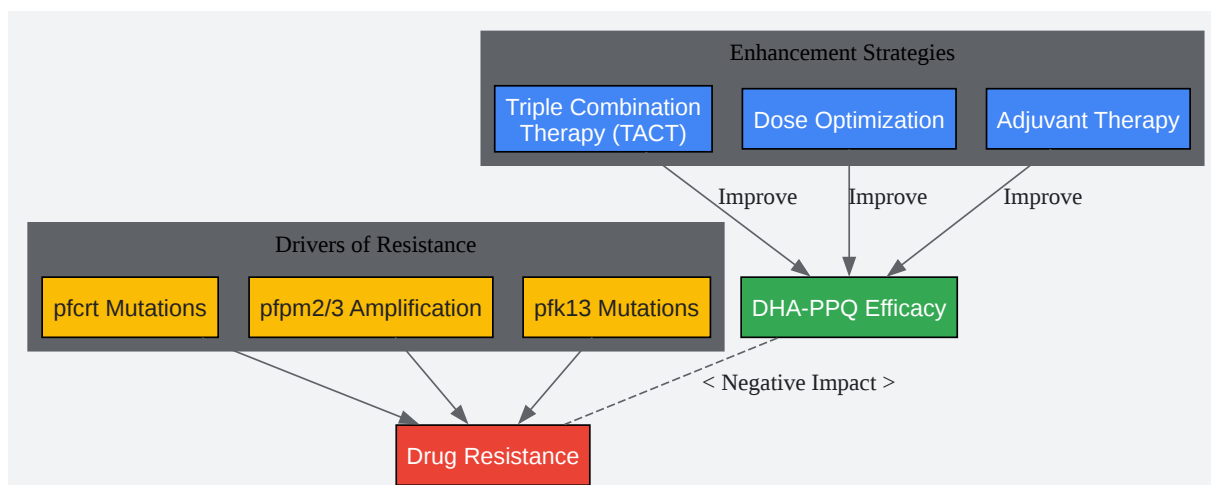 Enhancement Strategies
Triple Combination
Therapy (TACT)
Dose Optimization
Adjuvant Therapy
Improve
Improve
Improve
Drivers of Resistance
pfcrt Mutations
pfpm2/3 Amplification
pfk13 Mutations
DHA-PPQ Efficacy
< Negative Impact >
Drug Resistance